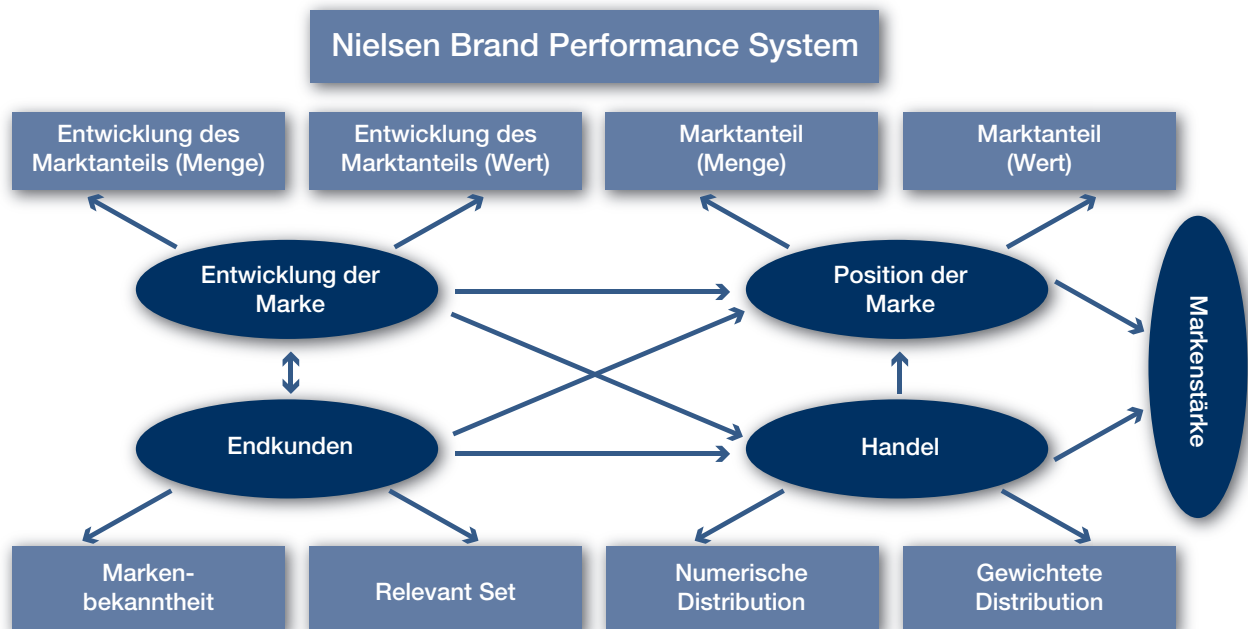 Nielsen Brand Performance System
Entwicklung des
Marktanteils (Menge)
Entwicklung des
Marktanteils (Wert)
Marktanteil
(Menge)
Marktanteil
(Wert)
Entwicklung der
Marke
Position der
Marke
Markenstärke
Endkunden
Handel
Marken-
bekanntheit
Relevant Set
Numerische
Distribution
Gewichtete
Distribution